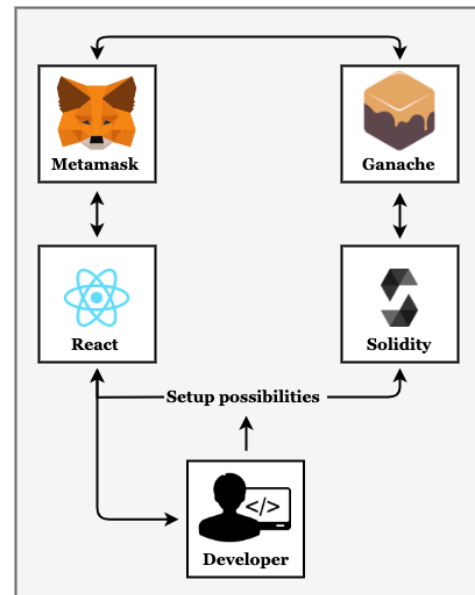 Metamask
Ganache
React
Solidity
Setup possibilities
</>
Developer